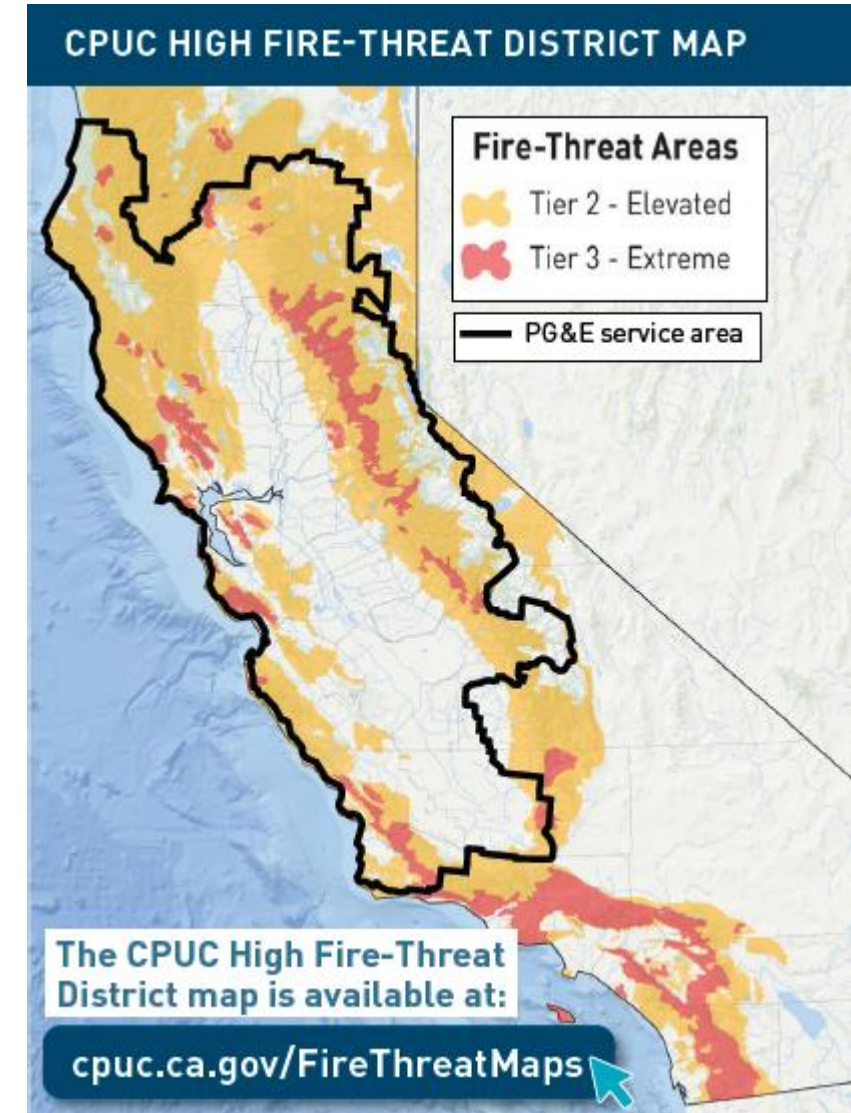 CPUC HIGH FIRE-THREAT DISTRICT MAP
Fire-Threat Areas
Tier 2 - Elevated
Tier 3 - Extreme
PG&E service area
The CPUC High Fire-Threat
District map is available at:
cpuc.ca.gov/FireThreatMaps